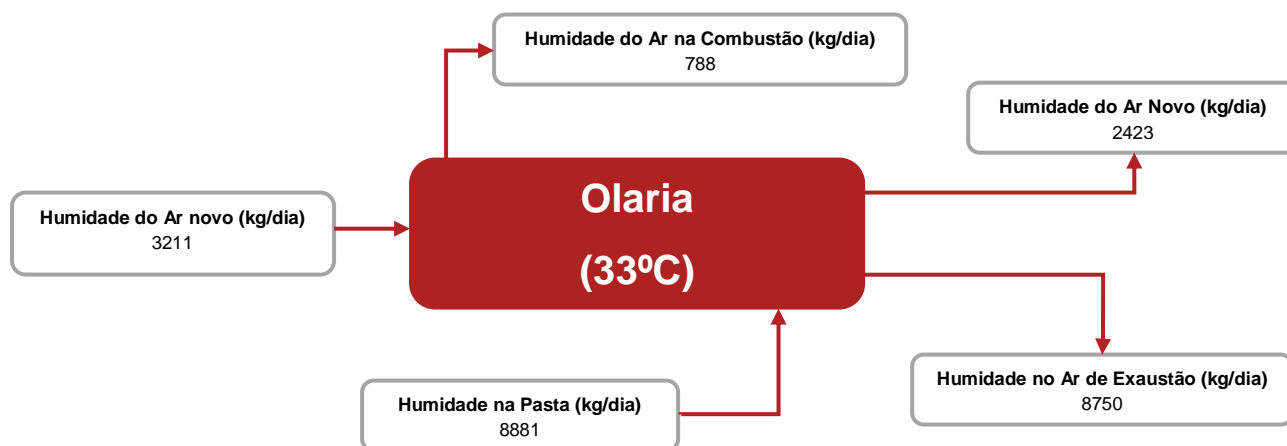 Humidade do Ar na Combustão (kg/dia)
788
Humidade do Ar Novo (kg/dia)
2423
Olaria
(33ºC)
Humidade do Ar novo (kg/dia)
3211
Humidade no Ar de Exaustão (kg/dia)
8750
Humidade na Pasta (kg/dia)
8881